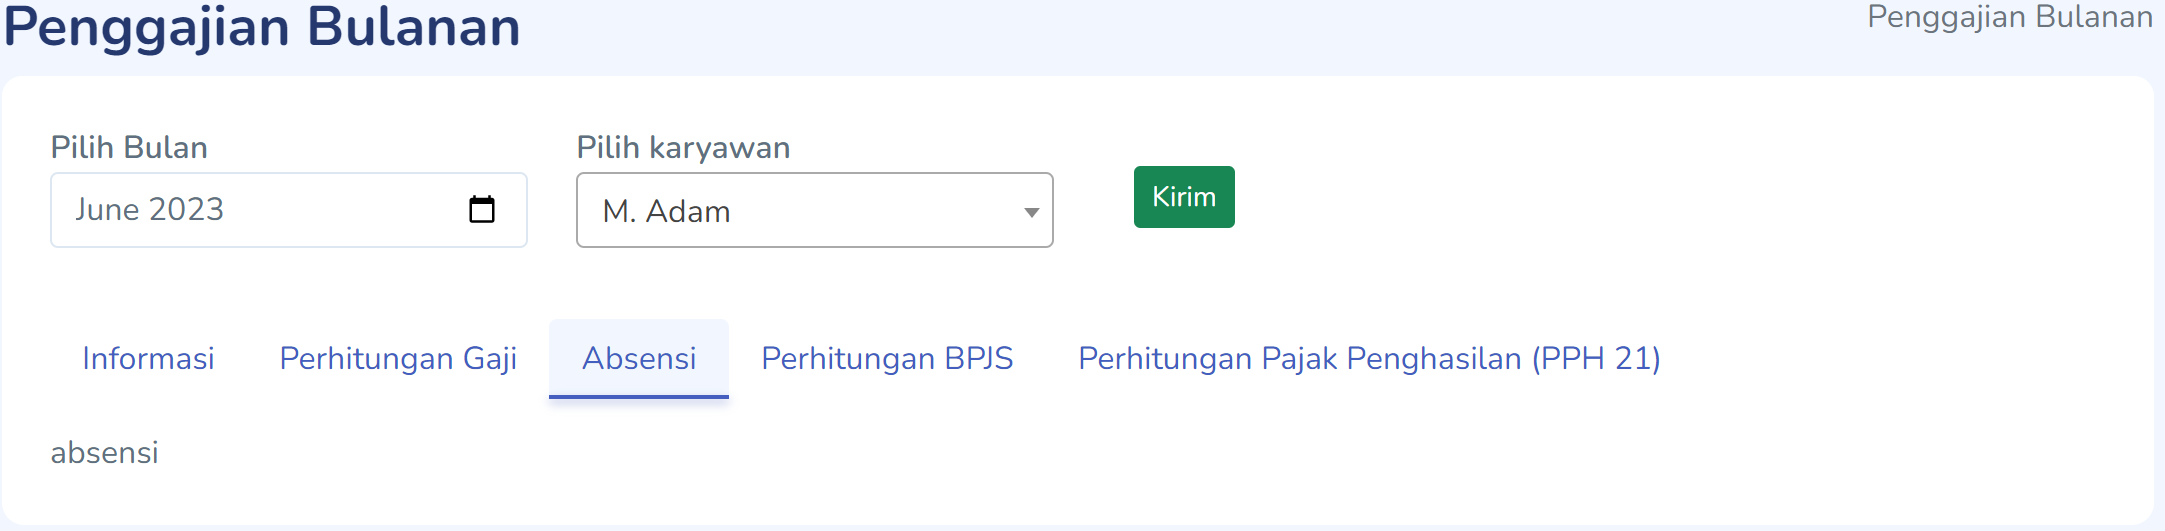 Penggajian Bulanan
Penggajian Bulanan
Pilih Bulan
Pilih karyawan
June 2023
M. Adam
Kirim
Informasi
Perhitungan Gaji
Absensi
Perhitungan BPJS
Perhitungan Pajak Penghasilan (PPH 21)
absensi